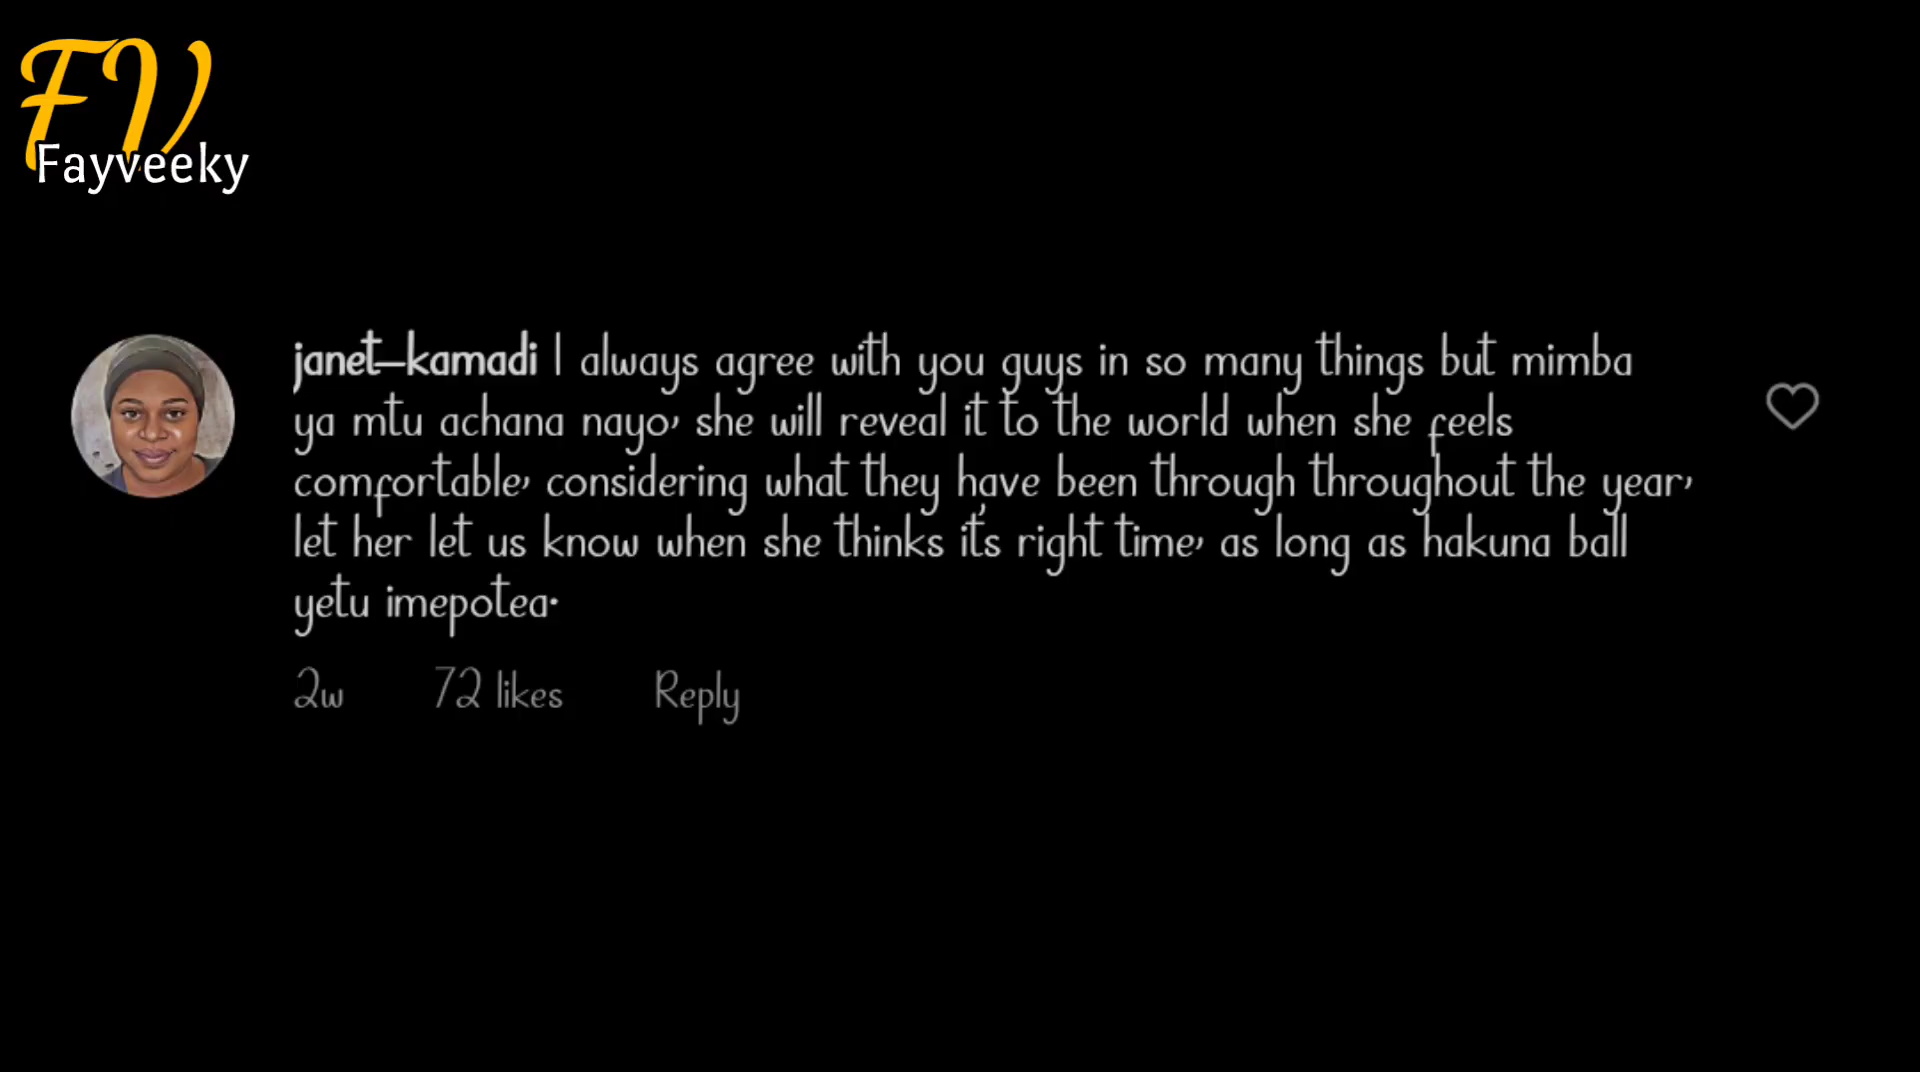 FV
Fayveeky
janet_kamadi I always agree with you guys in so many things but mimba
ya mtu achana nayo, she will reveal it to the world when she feels
comfortable, considering what they have been through throughout the year,
let her let us know when she thinks it's right time, as long as hakuna ball
yetu imepotea.
2w 72 likes Reply